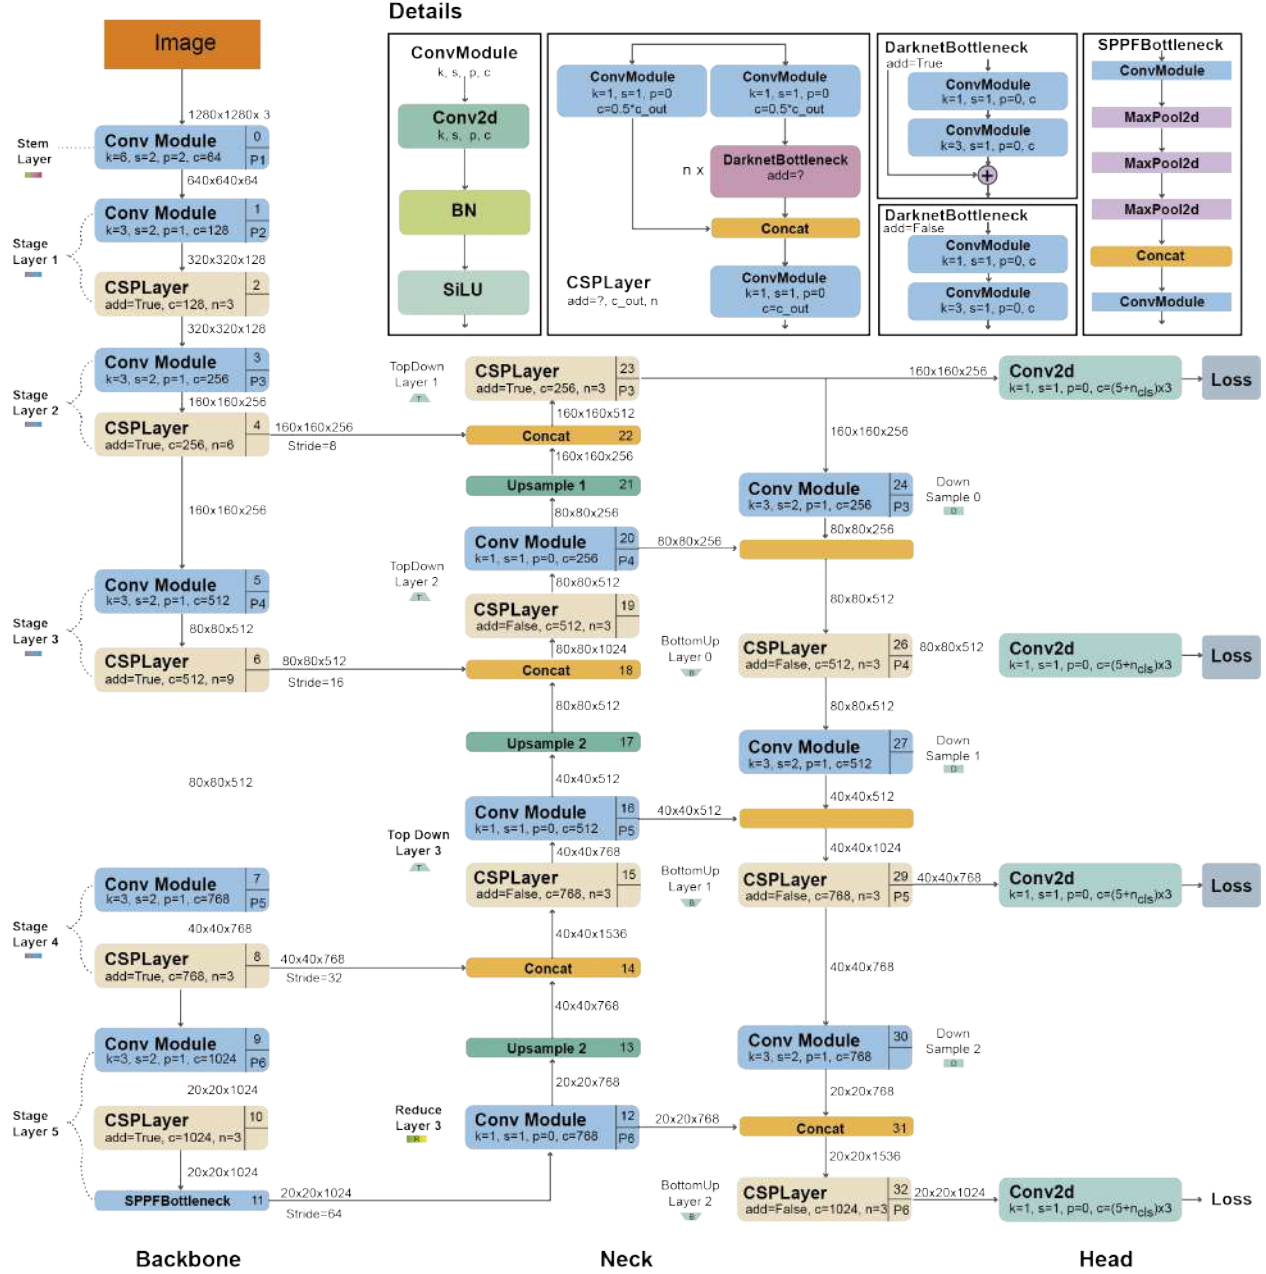 Details
Image
1280x1280x 3
Stem
Layer
Conv Module
k=6, s=2, p=2, c=64
0
P1
640x640x64
Stage
Layer 1
Conv Module
k=3, s=2, p=1, c=128
1
P2
320x320x128
CSPLayer
add=True, c=128, n=3
2
320x320x128
Stage
Layer 2
Conv Module
k=3, s=2, p=1, c=256
3
P3
160x160x256
CSPLayer
add=True, c=256, n=6
4
160x160x256
Stride=8
160x160x256
Stage
Layer 3
Conv Module
k=3, s=2, p=1, c=512
5
P4
80x80x512
CSPLayer
add=True, c=512, n=9
6
80x80x512
Stride=16
80x80x512
Stage
Layer 4
Conv Module
k=3, s=2, p=1, c=768
7
P5
40x40x768
CSPLayer
add=True, c=768, n=3
8
40x40x768
Stride=32
Stage
Layer 5
Conv Module
k=3, s=2, p=1, c=1024
9
P6
20x20x1024
CSPLayer
add=True, c=1024, n=3
10
20x20x1024
SPPFBottleneck
11
20x20x1024
Stride=64
Backbone
ConvModule
k, s, p, c
Conv2d
k, s, p, c
BN
SiLU
ConvModule
k=1, s=1, p=0
c=0.5*c_out
ConvModule
k=1, s=1, p=0
c=0.5*c_out
n x
DarknetBottleneck
add=?
Concat
CSPLayer
add=?, c_out, n
ConvModule
k=1, s=1, p=0
c=c_out
DarknetBottleneck
add=True
ConvModule
k=1, s=1, p=0, c
ConvModule
k=3, s=1, p=0, c
+
DarknetBottleneck
add=False
ConvModule
k=1, s=1, p=0, c
ConvModule
k=3, s=1, p=0, c
SPPFBottleneck
ConvModule
MaxPool2d
MaxPool2d
MaxPool2d
Concat
ConvModule
TopDown
Layer 1
T
CSPLayer
add=True, c=256, n=3
23
P3
160x160x512
Concat
22
160x160x256
Upsample 1
21
80x80x256
Conv Module
k=1, s=1, p=0, c=256
20
P4
80x80x256
TopDown
Layer 2
T
80x80x512
CSPLayer
add=False, c=512, n=3
19
80x80x1024
Concat
18
80x80x512
Upsample 2
17
40x40x512
Conv Module
k=1, s=1, p=0, c=512
16
P5
40x40x512
Top Down
Layer 3
T
40x40x768
CSPLayer
add=False, c=768, n=3
15
40x40x1536
Concat
14
40x40x768
Upsample 2
13
20x20x768
Reduce
Layer 3
R
Conv Module
k=1, s=1, p=0, c=768
12
P6
20x20x768
160x160x256
160x160x256
Conv Module
k=3, s=2, p=1, c=256
24
P3
Down
Sample 0
D
80x80x256
80x80x512
BottomUp
Layer 0
B
CSPLayer
add=False, c=512, n=3
26
P4
80x80x512
80x80x512
Conv Module
k=3, s=2, p=1, c=512
27
Down
Sample 1
D
40x40x512
40x40x1024
BottomUp
Layer 1
B
CSPLayer
add=False, c=768, n=3
29
P5
40x40x768
40x40x768
Conv Module
k=3, s=2, p=1, c=768
30
Down
Sample 2
D
20x20x768
Concat
31
20x20x1536
BottomUp
Layer 2
B
CSPLayer
add=False, c=1024, n=3
32
P6
20x20x1024
Neck
Conv2d
k=1, s=1, p=0, c=(5+n_cls)x3
Loss
Conv2d
k=1, s=1, p=0, c=(5+n_cls)x3
Loss
Conv2d
k=1, s=1, p=0, c=(5+n_cls)x3
Loss
Conv2d
k=1, s=1, p=0, c=(5+n_cls)x3
Loss
Head